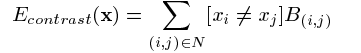 $E_{contrast}(\mathbf{x}) = \sum_{(i,j) \in N} [x_i \neq x_j] B_{(i,j)}$